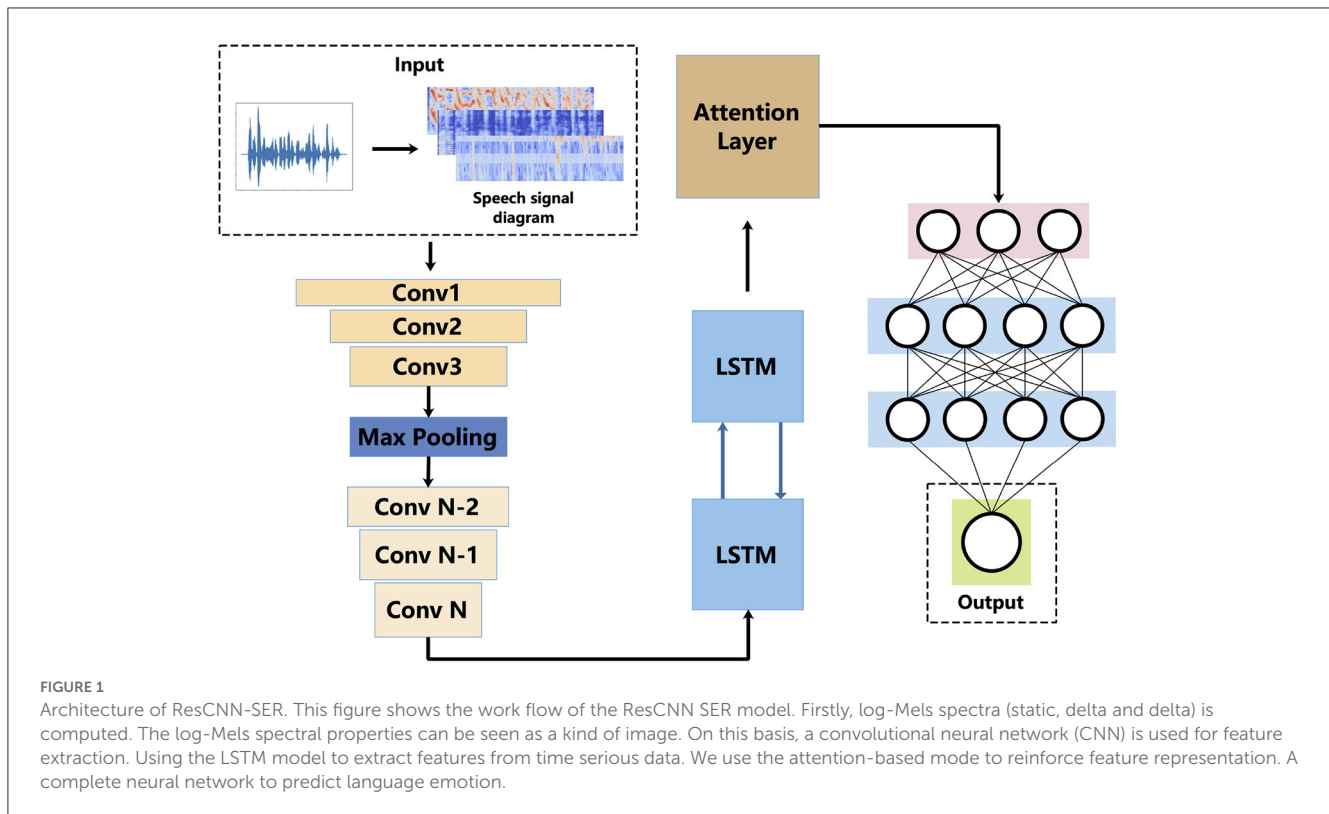 Input
Speech signal
diagram
Conv1
Conv2
Conv3
Max Pooling
Conv N-2
Conv N-1
Conv N
LSTM
LSTM
Attention
Layer
Output
FIGURE 1
Architecture of ResCNN-SER. This figure shows the work flow of the ResCNN SER model. Firstly, log-Mels spectra (static, delta and delta) is
computed. The log-Mels spectral properties can be seen as a kind of image. On this basis, a convolutional neural network (CNN) is used for feature
extraction. Using the LSTM model to extract features from time serious data. We use the attention-based mode to reinforce feature representation. A
complete neural network to predict language emotion.